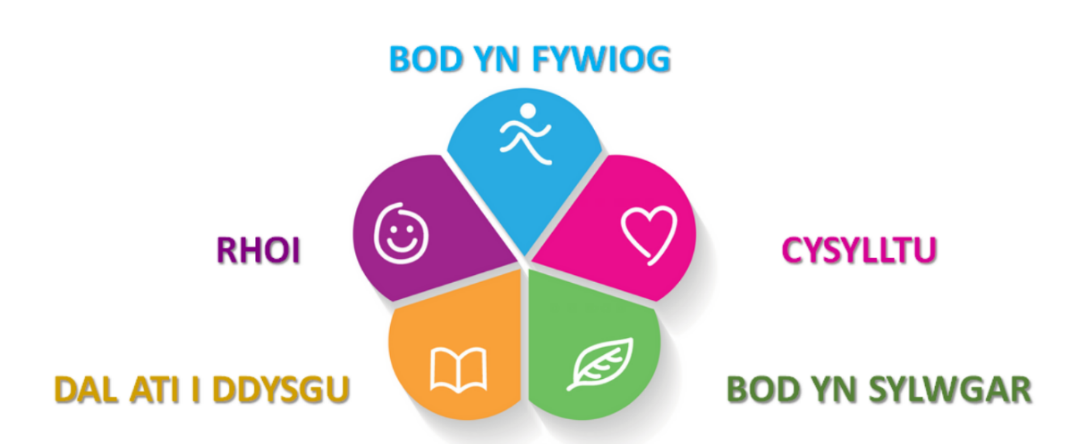 BOD YN FYWIOG
RHOI
CYSYLLTU
DAL ATI I DDYSGU
BOD YN SYLWGAR